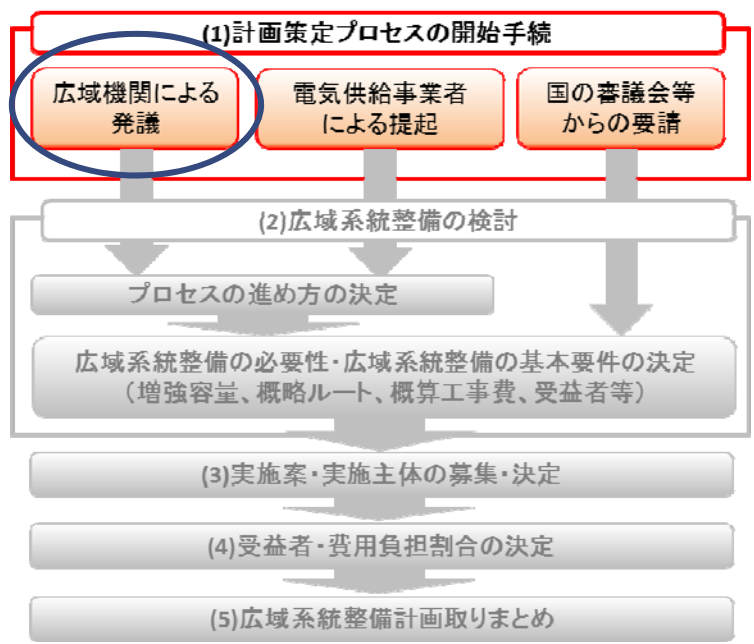 (1)計画策定プロセスの開始手続
広域機関による
発議
電気供給事業者
による提起
国の審議会等
からの要請
(2)広域系統整備の検討
プロセスの進め方の決定
広域系統整備の必要性・広域系統整備の基本要件の決定
（増強容量、概略ルート、概算工事費、受益者等）
(3)実施案・実施主体の募集・決定
(4)受益者・費用負担割合の決定
(5)広域系統整備計画取りまとめ